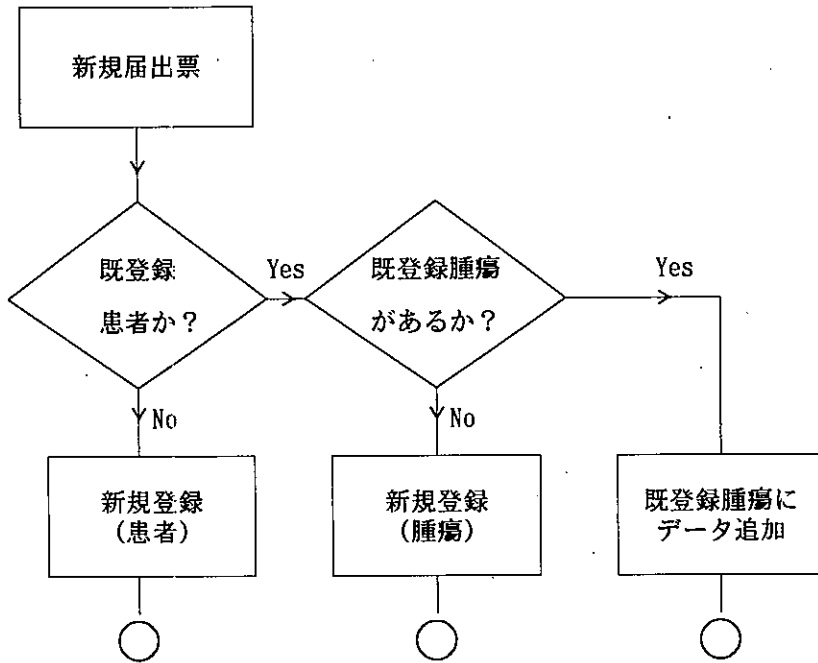 新規届出票
既登録
患者か？
Yes
既登録腫瘍
があるか？
Yes
No
No
新規登録
(患者)
新規登録
(腫瘍)
既登録腫瘍に
データ追加